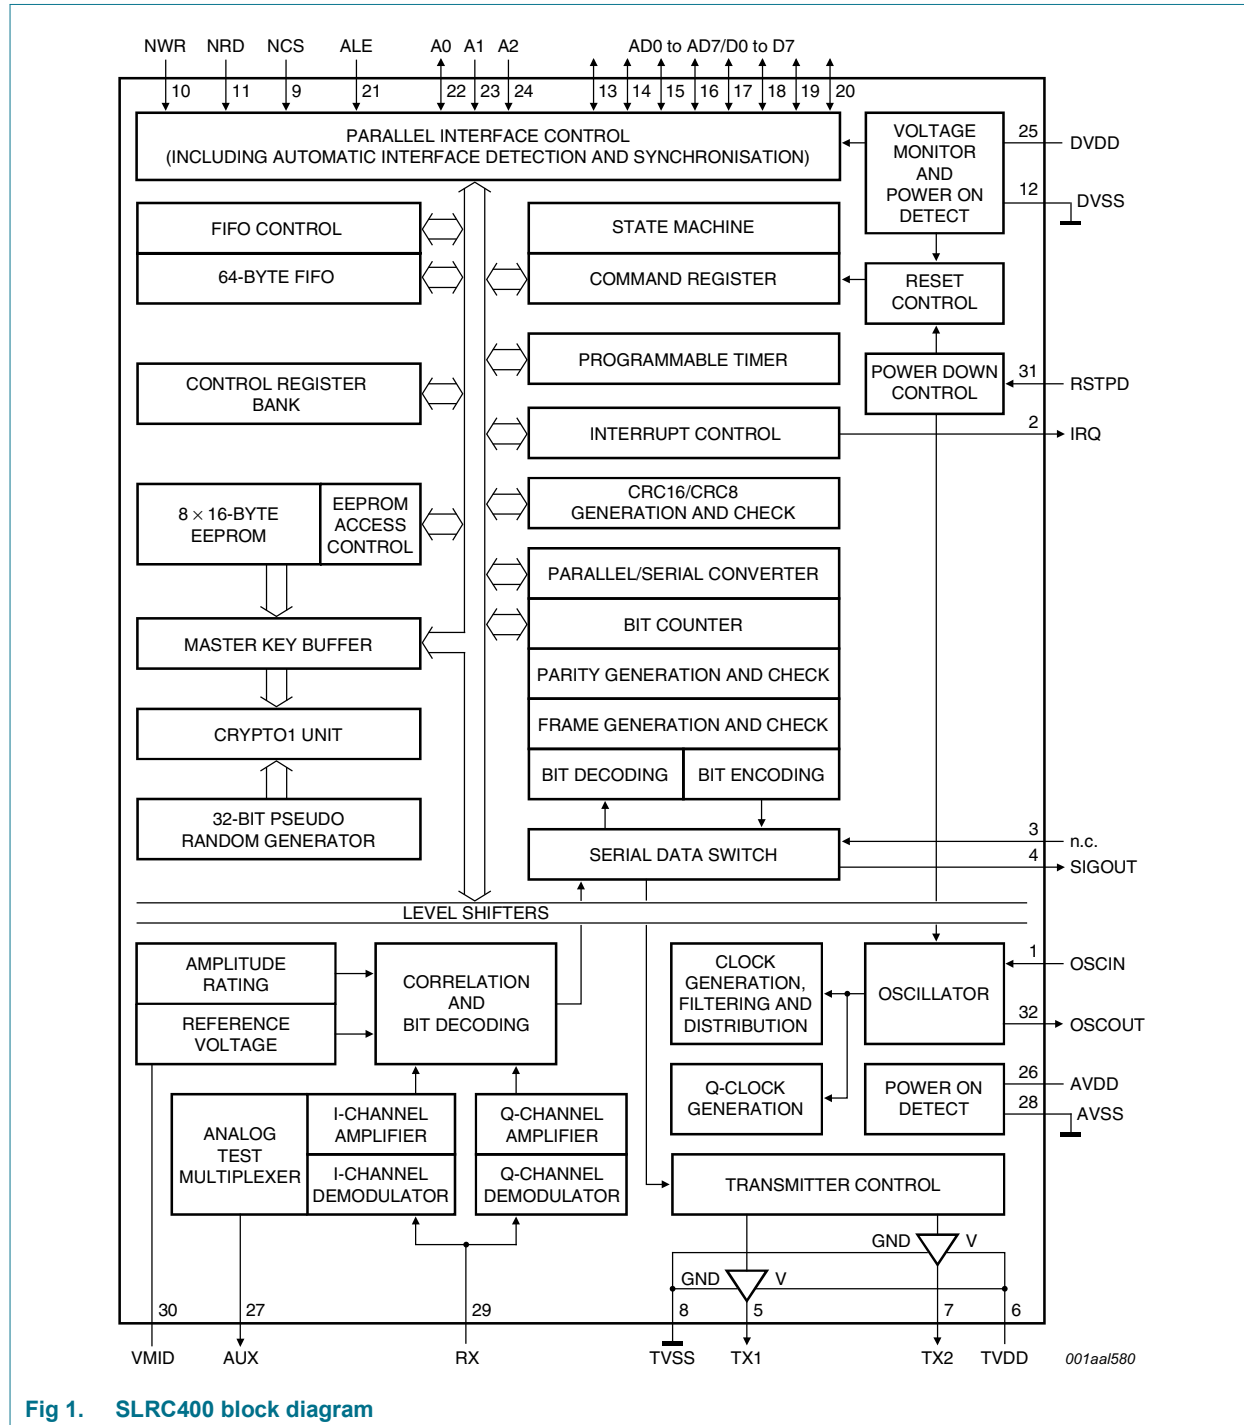 NWR NRD NCS ALE A0 A1 A2 AD0 to AD7/D0 to D7
10 11 9 21 22 23 24 13 14 15 16 17 18 19 20
PARALLEL INTERFACE CONTROL
(INCLUDING AUTOMATIC INTERFACE DETECTION AND SYNCHRONISATION)
VOLTAGE
MONITOR
AND
POWER ON
DETECT
25
DVDD
12
DVSS
FIFO CONTROL
64-BYTE FIFO
STATE MACHINE
COMMAND REGISTER
RESET
CONTROL
CONTROL REGISTER
BANK
PROGRAMMABLE TIMER
POWER DOWN
CONTROL
31
RSTPD
INTERRUPT CONTROL
2
IRQ
8 × 16-BYTE
EEPROM
EEPROM
ACCESS
CONTROL
CRC16/CRC8
GENERATION AND CHECK
PARALLEL/SERIAL CONVERTER
BIT COUNTER
PARITY GENERATION AND CHECK
FRAME GENERATION AND CHECK
BIT DECODING
BIT ENCODING
MASTER KEY BUFFER
CRYPTO1 UNIT
32-BIT PSEUDO
RANDOM GENERATOR
SERIAL DATA SWITCH
3
n.c.
4
SIGOUT
LEVEL SHIFTERS
AMPLITUDE
RATING
REFERENCE
VOLTAGE
CORRELATION
AND
BIT DECODING
CLOCK
GENERATION,
FILTERING AND
DISTRIBUTION
OSCILLATOR
1
OSCIN
32
OSCOUT
Q-CLOCK
GENERATION
POWER ON
DETECT
26
AVDD
28
AVSS
ANALOG
TEST
MULTIPLEXER
I-CHANNEL
AMPLIFIER
I-CHANNEL
DEMODULATOR
Q-CHANNEL
AMPLIFIER
Q-CHANNEL
DEMODULATOR
TRANSMITTER CONTROL
GND V
GND V
30 27 29 8 5 7 6
VMID AUX RX TVSS TX1 TX2 TVDD
001aal580
Fig 1. SLRC400 block diagram